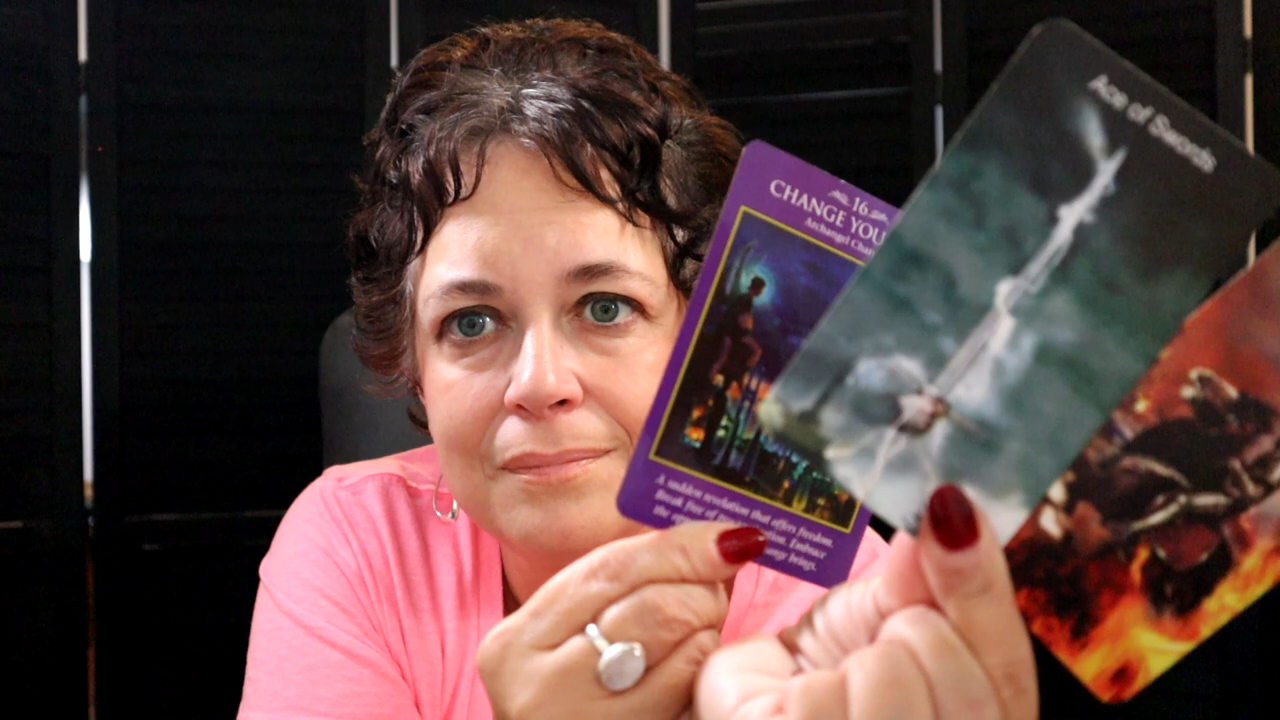 16
CHANGE YOU
Archangel Cha
A sudden revelation that offers freedom.
Break free of
the
Embrace
change brings.
Ace of Swords